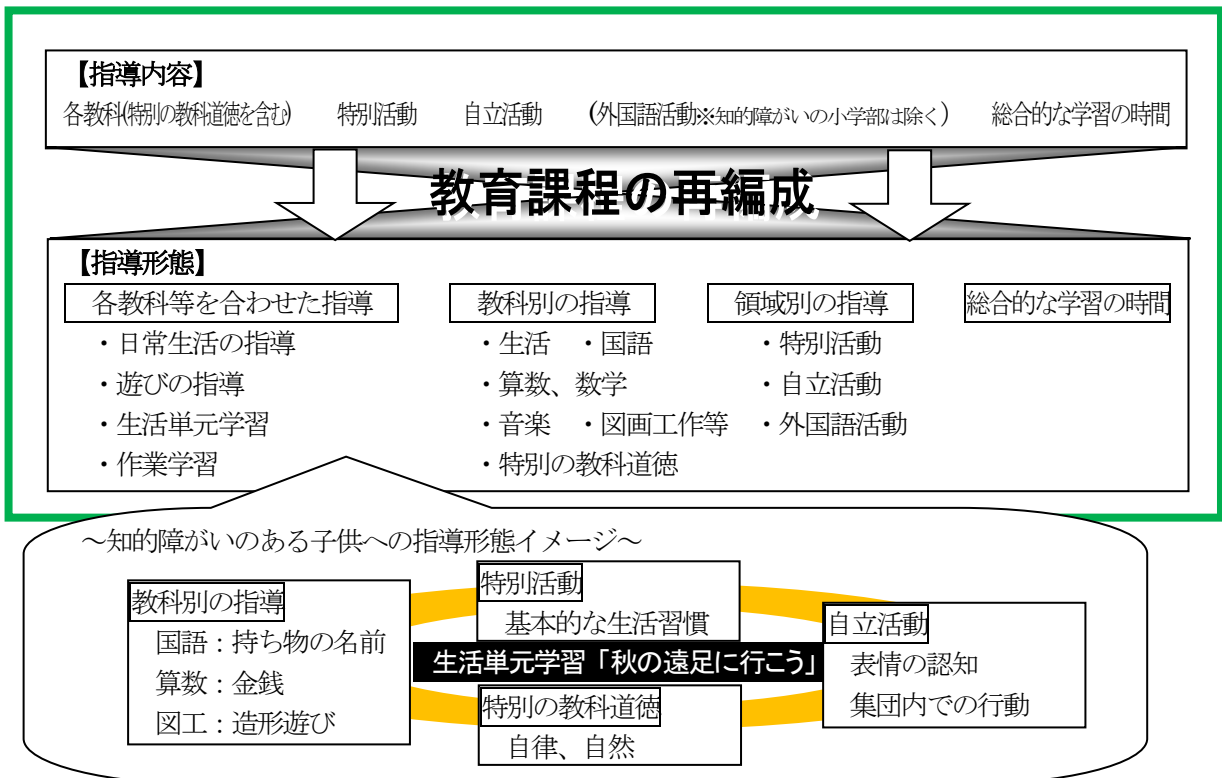 【指導内容】
各教科(特別の教科道徳を含む) 特別活動 自立活動 (外国語活動※知的障がいの小学部は除く) 総合的な学習の時間
教育課程の再編成
【指導形態】
各教科等を合わせた指導 教科別の指導 領域別の指導 総合的な学習の時間
・日常生活の指導 ・生活 ・国語 ・特別活動
・遊びの指導 ・算数、数学 ・自立活動
・生活単元学習 ・音楽 ・図画工作等 ・外国語活動
・作業学習 ・特別の教科道徳
～知的障がいのある子供への指導形態イメージ～
教科別の指導
国語：持ち物の名前
算数：金銭
図工：造形遊び
特別活動
基本的な生活習慣
生活単元学習「秋の遠足に行こう」
特別の教科道徳
自律、自然
自立活動
表情の認知
集団内での行動